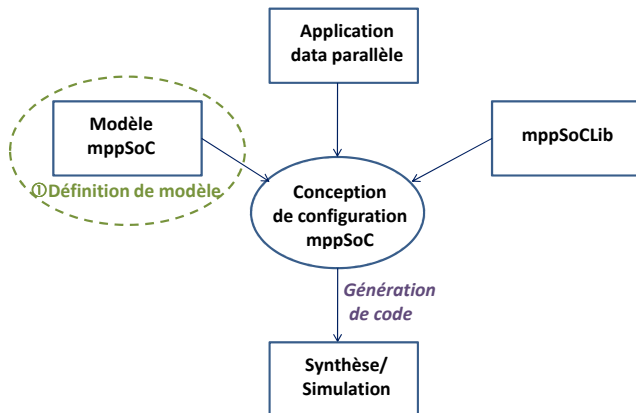 Application
data parallèle
Modèle
mppSoC
mppSoCLib
①Définition de modèle
Conception
de configuration
mppSoC
Génération
de code
Synthèse/
Simulation